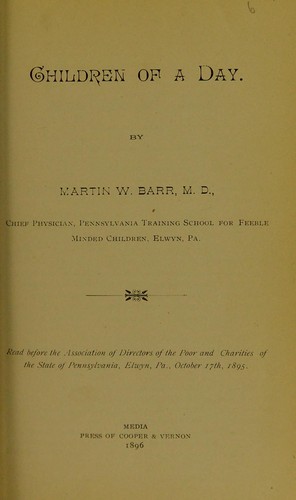 6
CHILDREN OF A DAY.
BY
MARTIN W. BARR, M. D.,
CHIEF PHYSICIAN, PENNSYLVANIA TRAINING SCHOOL FOR FEEBLE
MINDED CHILDREN, ELWYN, PA.
Read before the Association of Directors of the Poor and Charities of
the State of Pennsylvania, Elwyn, Pa., October 17th, 1895.
MEDIA
PRESS OF COOPER & VERNON
1896